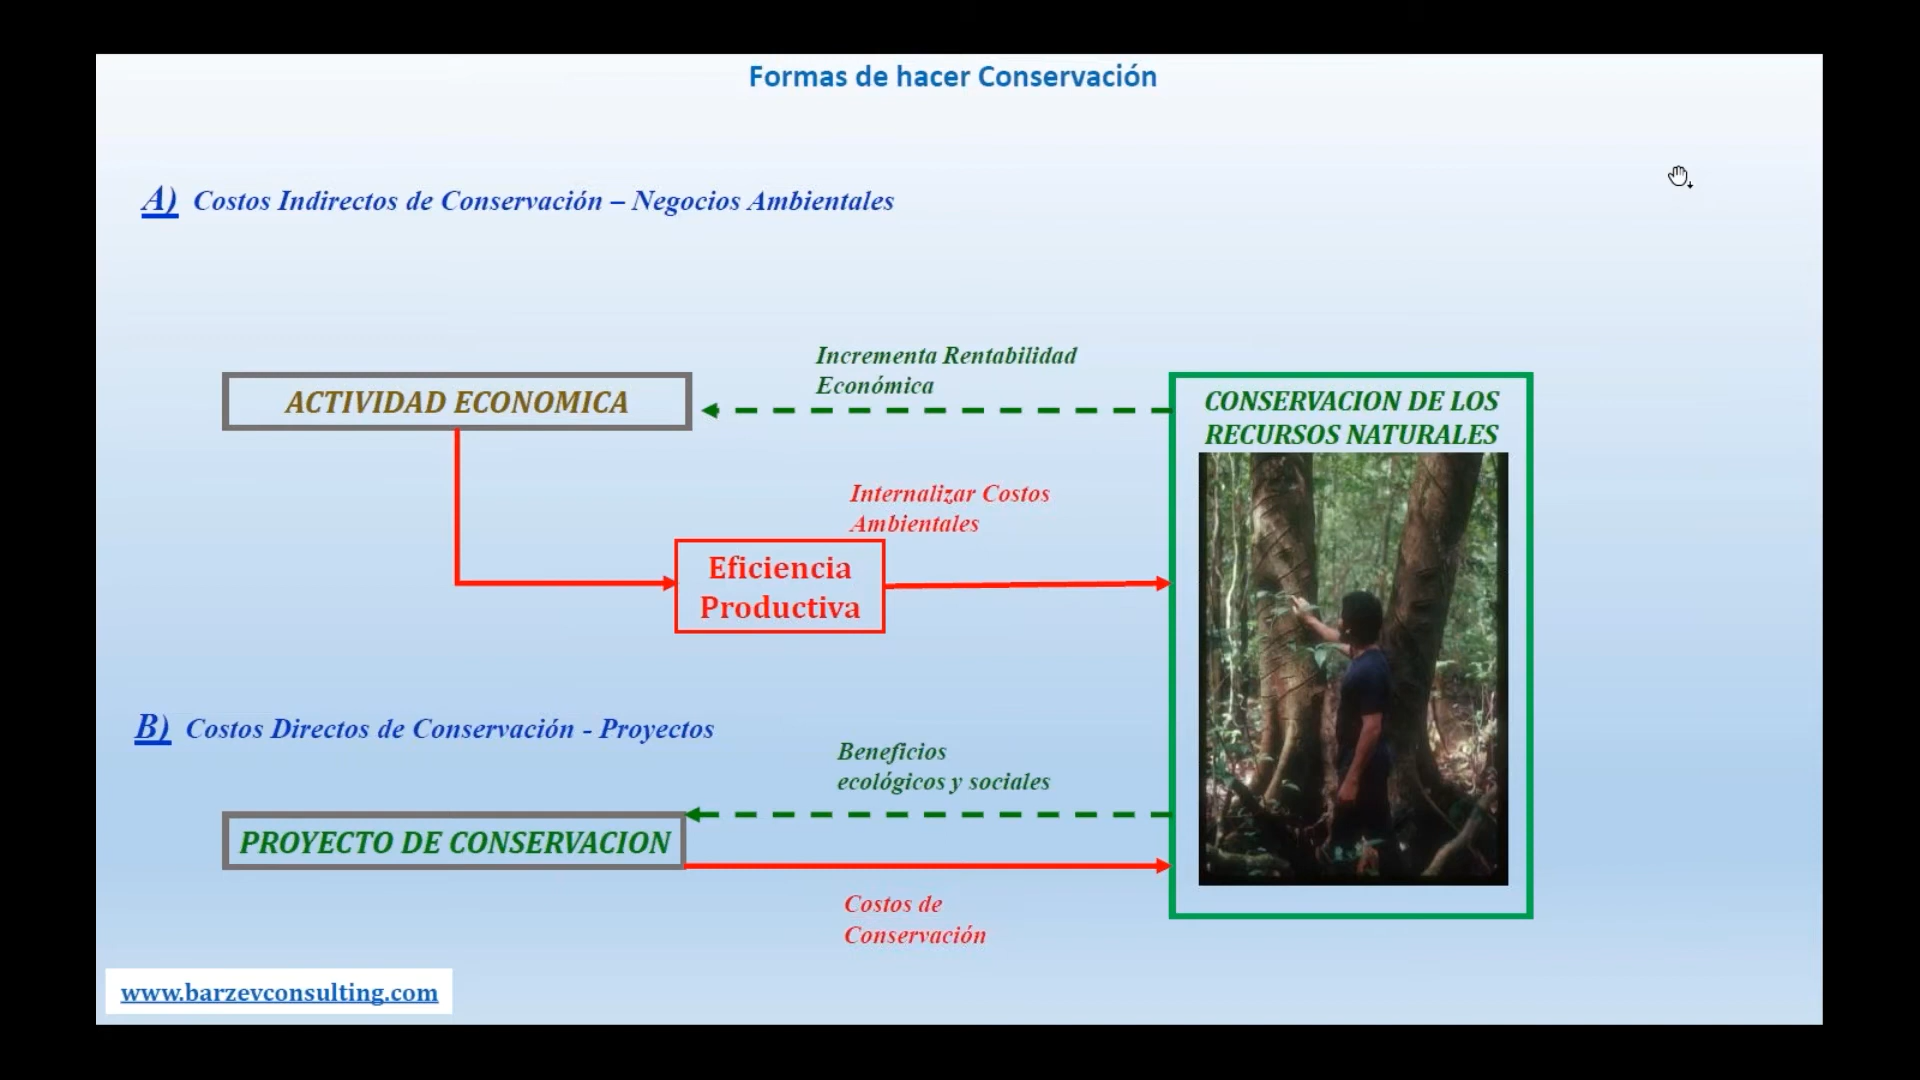 Formas de hacer Conservación
A) Costos Indirectos de Conservación – Negocios Ambientales
Incrementa Rentabilidad
Económica
ACTIVIDAD ECONOMICA
CONSERVACION DE LOS
RECURSOS NATURALES
Internalizar Costos
Ambientales
Eficiencia
Productiva
B) Costos Directos de Conservación - Proyectos
Beneficios
ecológicos y sociales
PROYECTO DE CONSERVACION
Costos de
Conservación
www.barzevconsulting.com